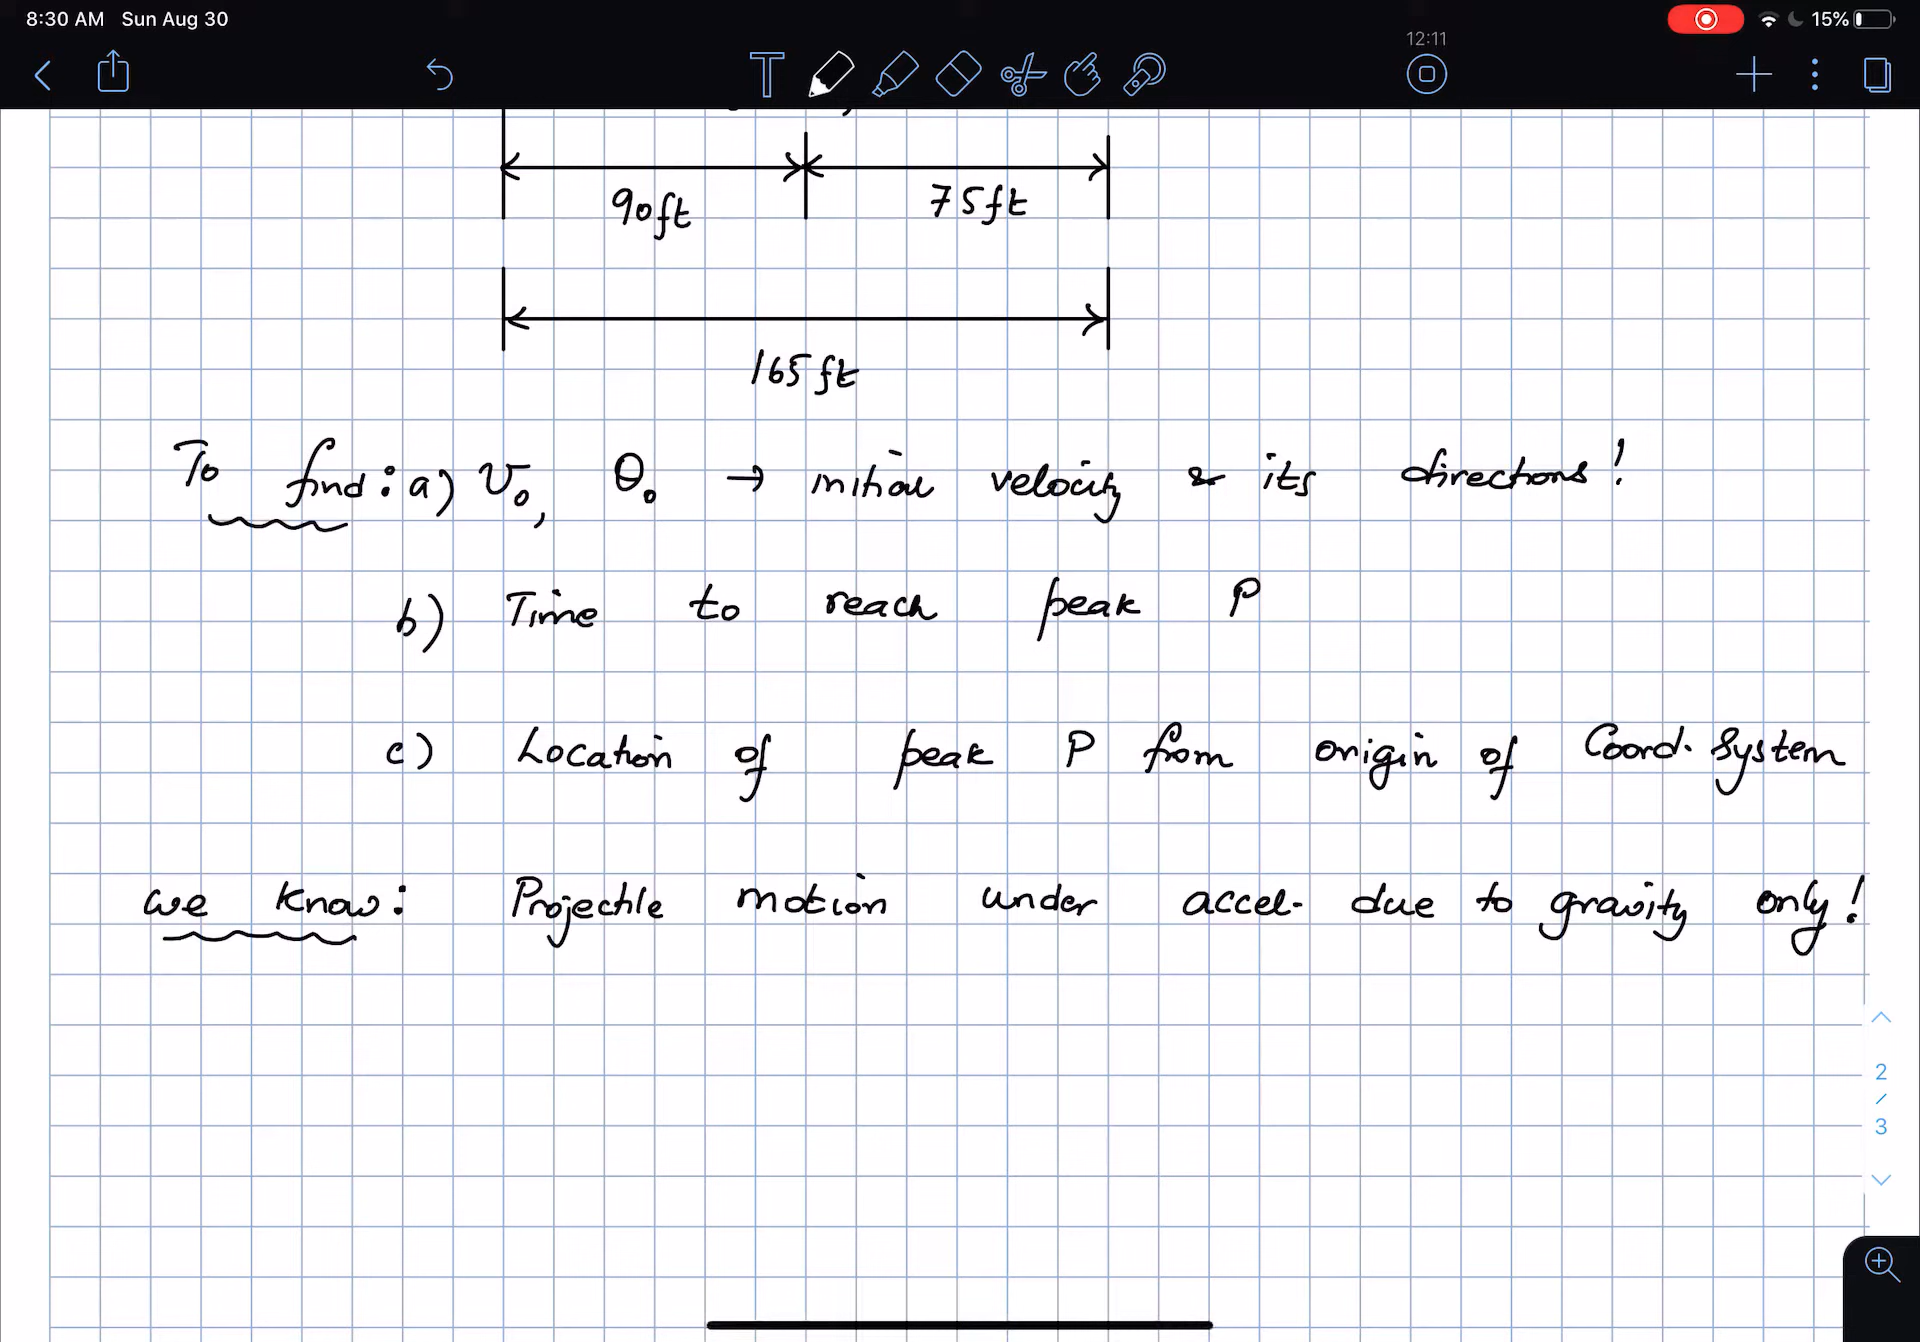 8:30 AM Sun Aug 30
15%
12:11
90ft 75ft
165ft
To find: a) v₀, θ₀ → initial velocity & its directions!
b) Time to reach peak P
c) Location of peak P from origin of Coord. System
we know: Projectile motion under accel. due to gravity only!
2
/
3